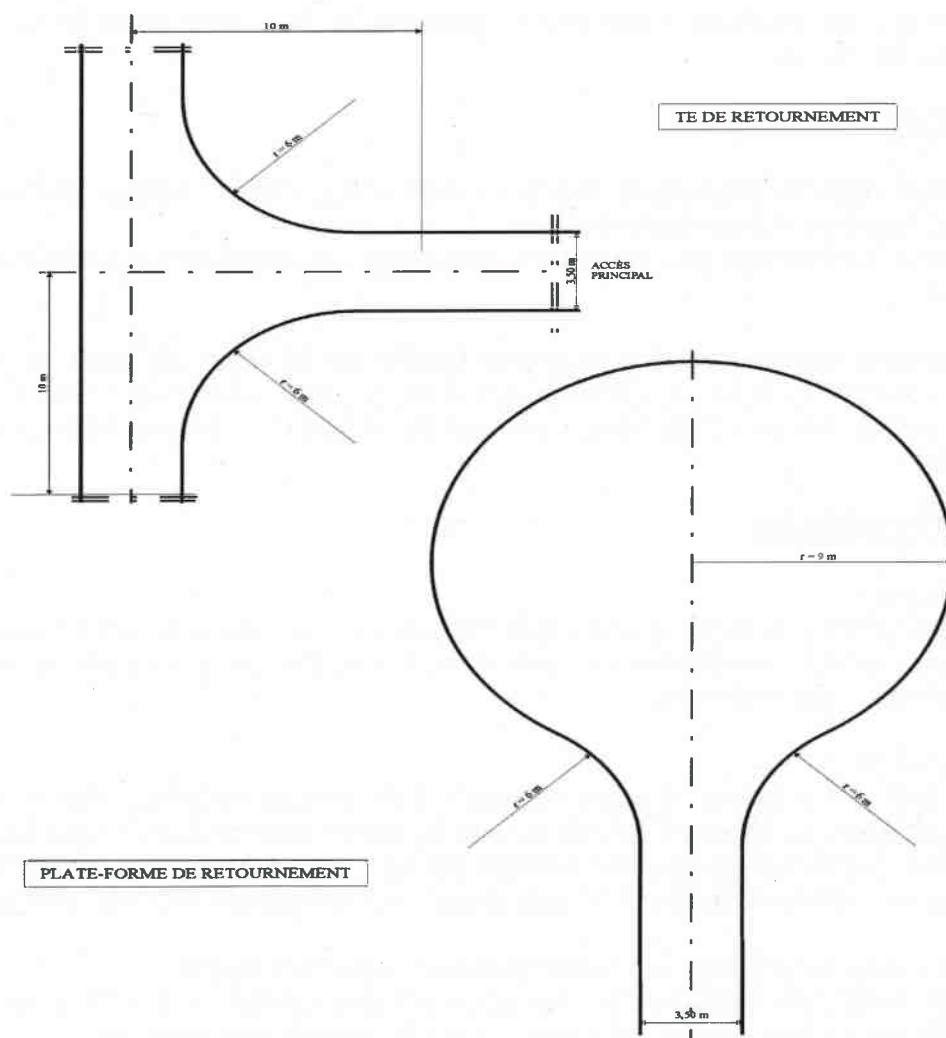 10 m
TE DE RETOURNEMENT
r = 6 m
3,50 m
ACCÈS
PRINCIPAL
10 m
r = 6 m
r = 9 m
r = 6 m
r = 6 m
PLATE-FORME DE RETOURNEMENT
3,50 m